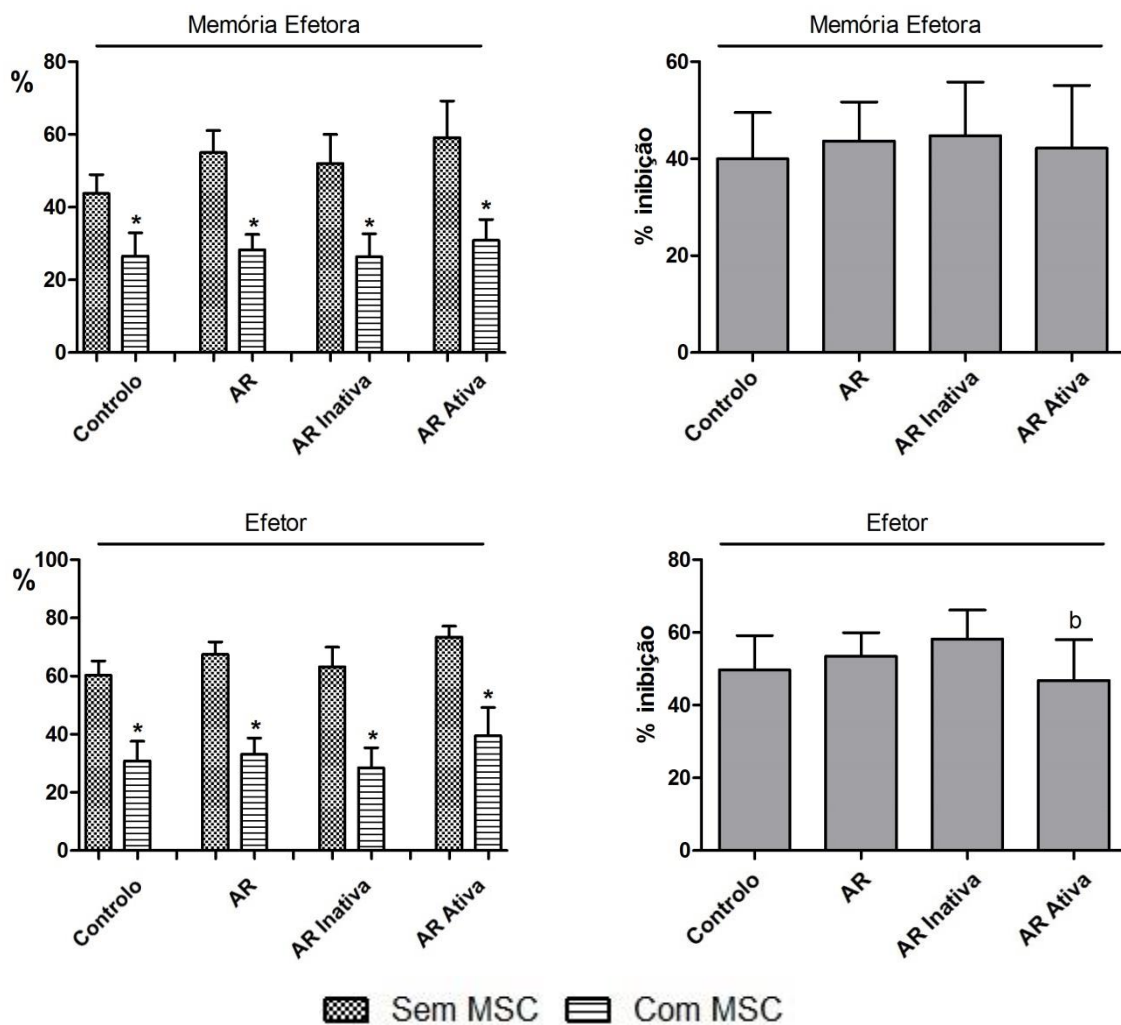 Memória Efetora
%
80
60
40
20
0
Controlo
AR
AR Inativa
AR Ativa
* * * *
Memória Efetora
% inibição
60
40
20
0
Controlo
AR
AR Inativa
AR Ativa
Efetor
%
100
80
60
40
20
0
Controlo
AR
AR Inativa
AR Ativa
* * * *
Efetor
% inibição
80
60
40
20
0
b
Controlo
AR
AR Inativa
AR Ativa
Sem MSC Com MSC